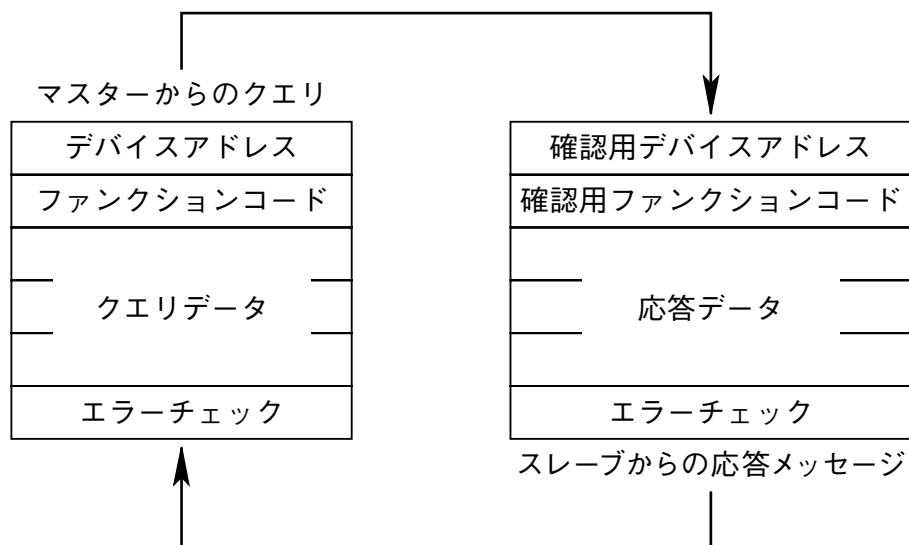 マスターからのクエリ
デバイスアドレス
ファンクションコード
クエリデータ
エラーチェック
確認用デバイスアドレス
確認用ファンクションコード
応答データ
エラーチェック
スレーブからの応答メッセージ